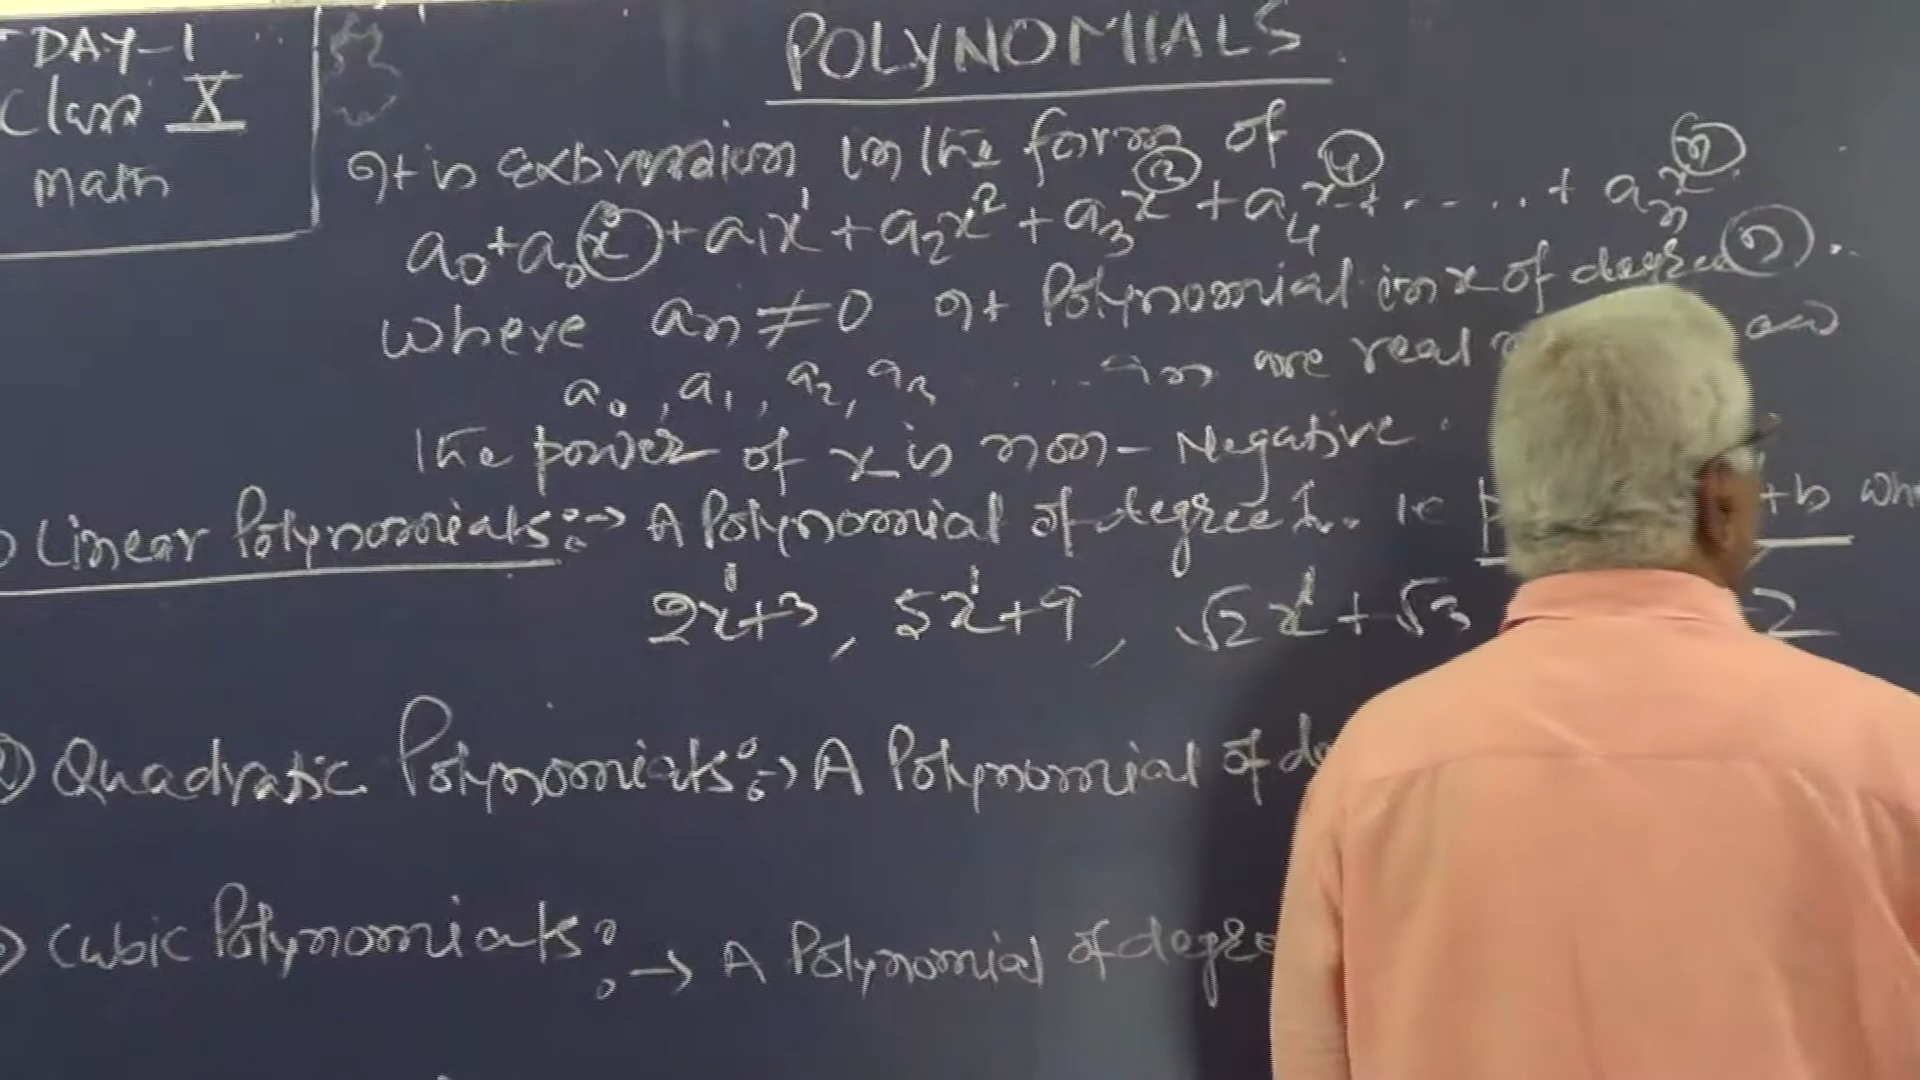 DAY-1
Class X
Math
POLYNOMIALS
It is expression in the form of
a₀+a₀x⁰+a₁x¹+a₂x²+a₃x³+a₄x⁴+.....+aₙxⁿ
where aₙ≠0 It Polynomial in x of degree n.
a₀, a₁, a₂, a₃ .... aₙ are real and
the power of x is non-Negative.
Linear Polynomials:→ A Polynomial of degree 1. ie +b
2x¹+3, 5x¹+9, √2x¹+√3 2
② Quadratic Polynomials:→ A Polynomial of
Cubic Polynomials:→ A Polynomial of degree